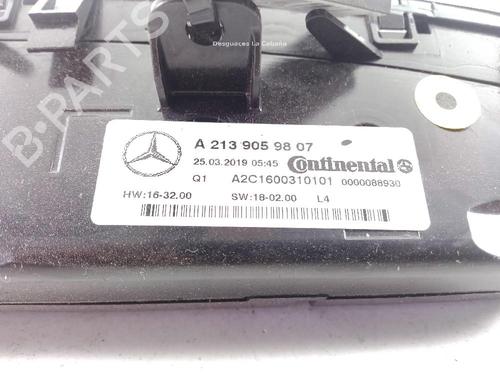 Desguaces La Cabaña
B-PARTS
A 213 905 98 07
25.03.2019 05:45 Continental
Q1 A2C1600310101 0000088930
HW:16-32.00 SW:18-02.00 L4